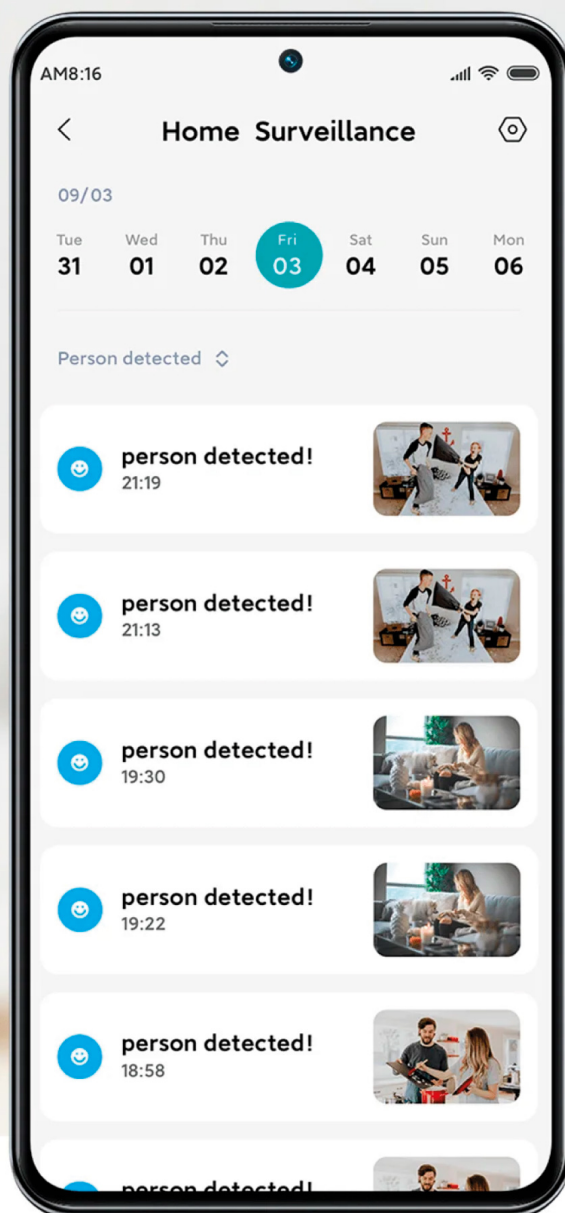 AM8:16
Home Surveillance
09/03
Tue Wed Thu Fri Sat Sun Mon
31 01 02 03 04 05 06
Person detected
person detected!
21:19
person detected!
21:13
person detected!
19:30
person detected!
19:22
person detected!
18:58
person detected!